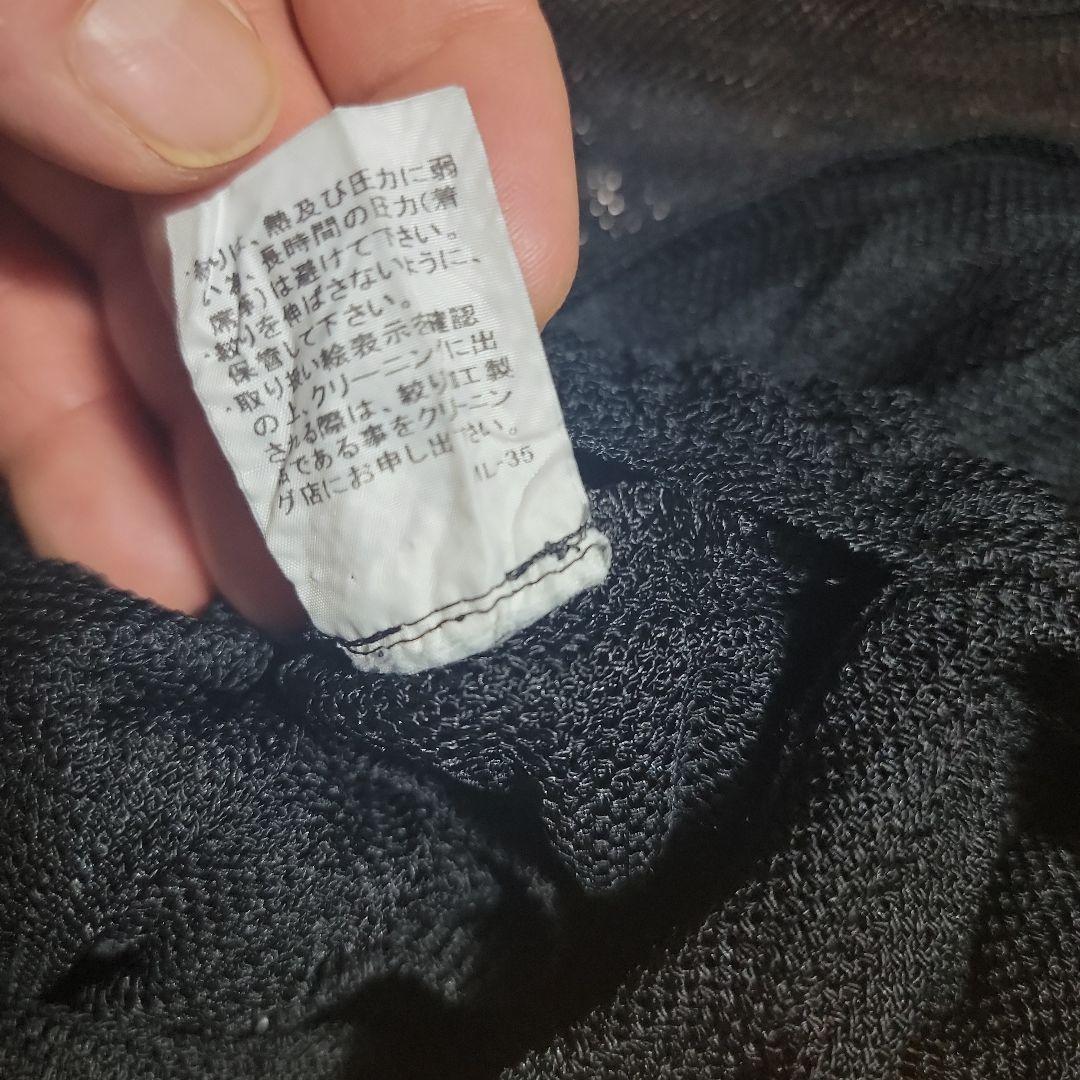 ・絞りは、熱及び圧力に弱
い為、長時間の圧力(着
席等)は避けて下さい。
・絞りを伸ばさないように、
保管して下さい。
・取り扱い絵表示を確認
の上、クリーニングに出
される際は、絞り加工製
品である事をクリーニン
グ店にお申し出下さい。
IL-35